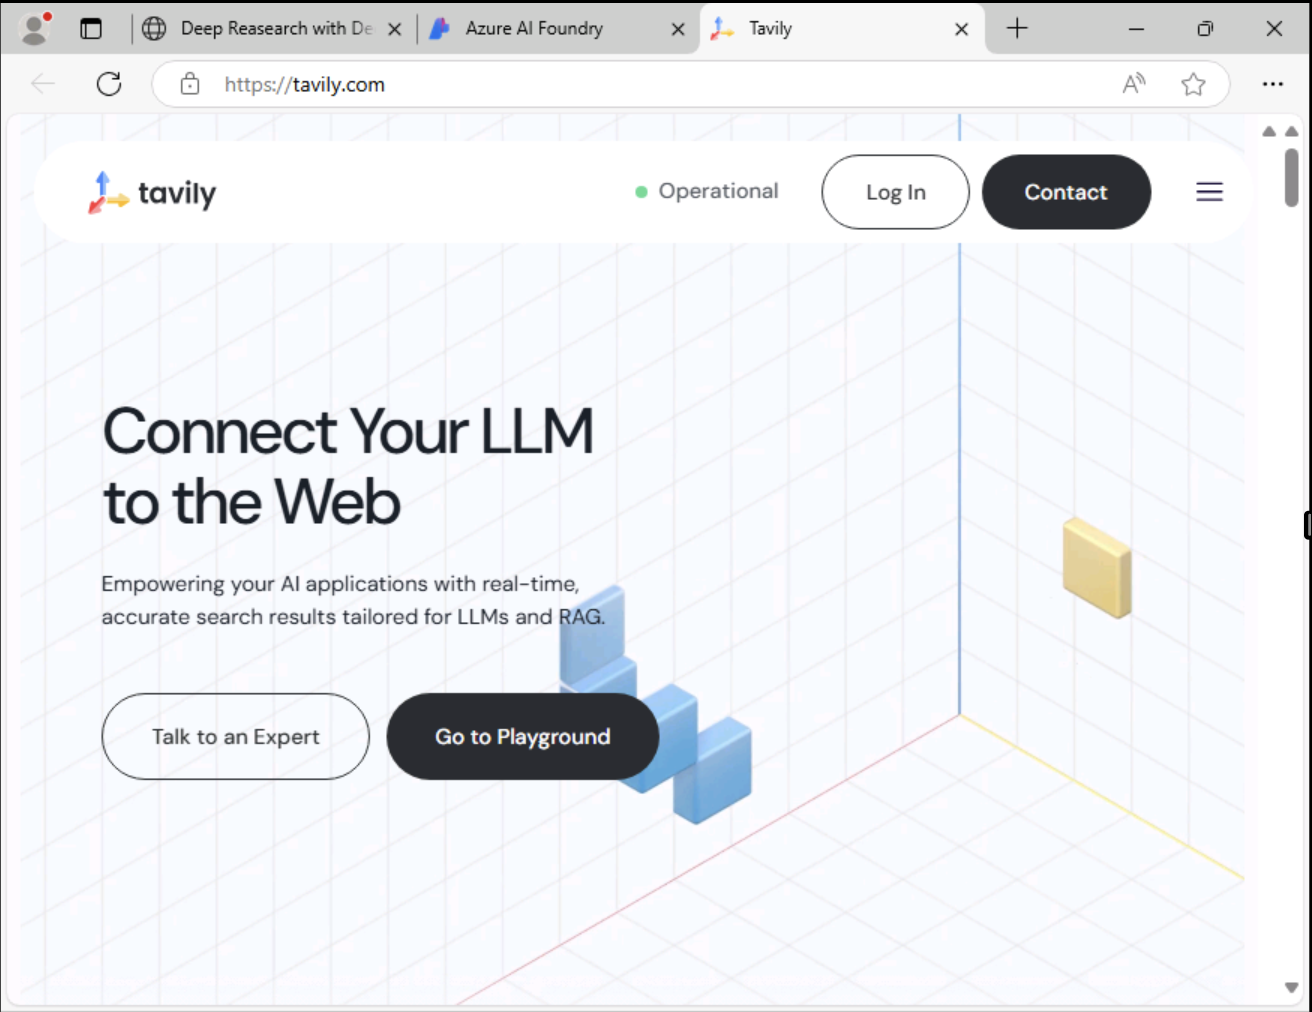 Deep Reasearch with De
Azure AI Foundry
Tavily
https://tavily.com
A
tavily
Operational
Log In
Contact
Connect Your LLM
to the Web
Empowering your AI applications with real-time,
accurate search results tailored for LLMs and RAG.
Talk to an Expert
Go to Playground